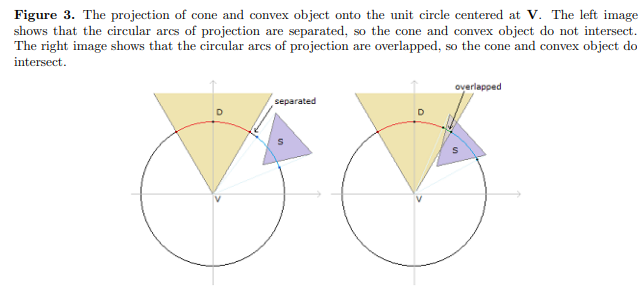 Figure 3. The projection of cone and convex object onto the unit circle centered at V. The left image
shows that the circular arcs of projection are separated, so the cone and convex object do not intersect.
The right image shows that the circular arcs of projection are overlapped, so the cone and convex object do
intersect.
separated
D
S
V
overlapped
D
S
V